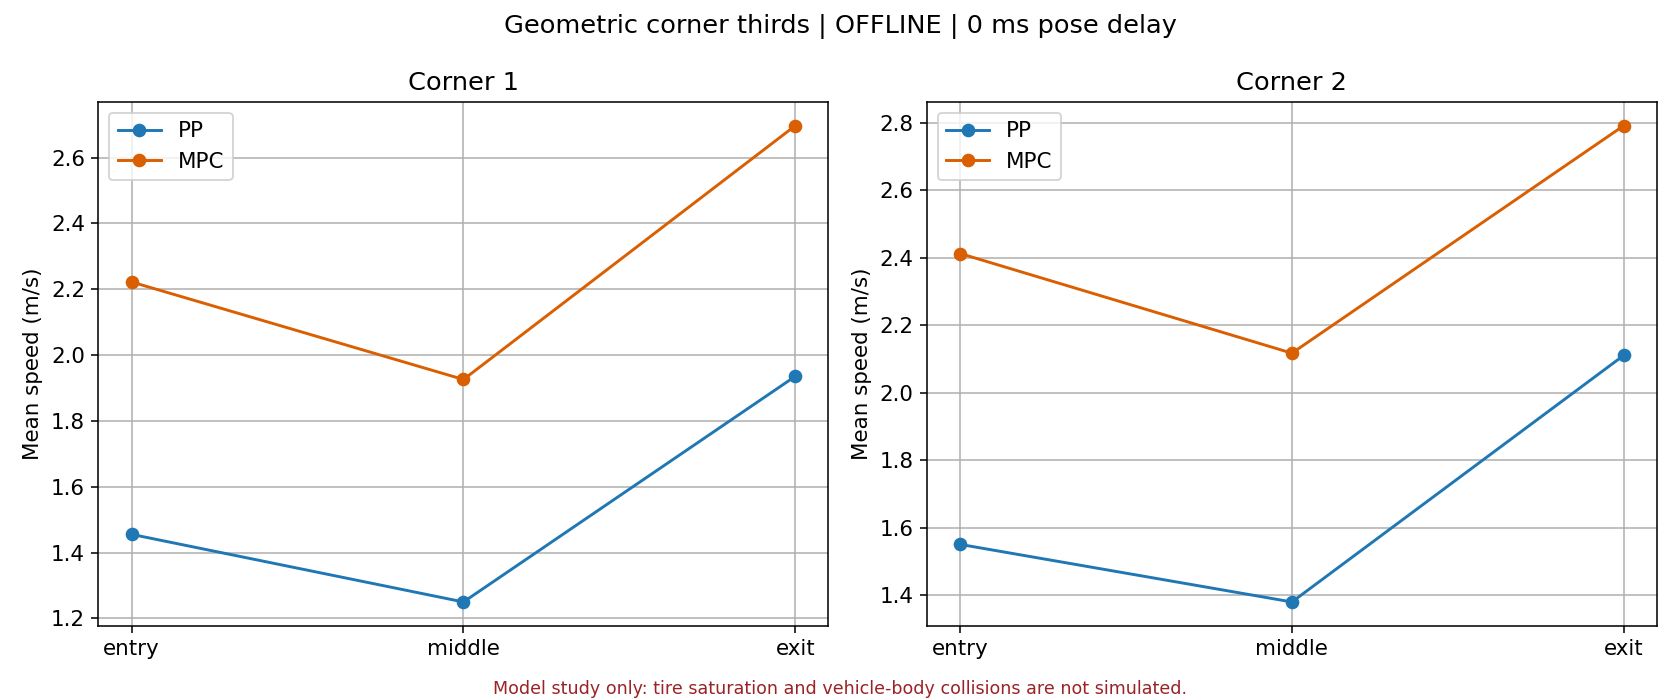 Geometric corner thirds | OFFLINE | 0 ms pose delay
Corner 1
PP
MPC
Mean speed (m/s)
2.6
2.4
2.2
2.0
1.8
1.6
1.4
1.2
entry middle exit
Corner 2
PP
MPC
Mean speed (m/s)
2.8
2.6
2.4
2.2
2.0
1.8
1.6
1.4
entry middle exit
Model study only: tire saturation and vehicle-body collisions are not simulated.